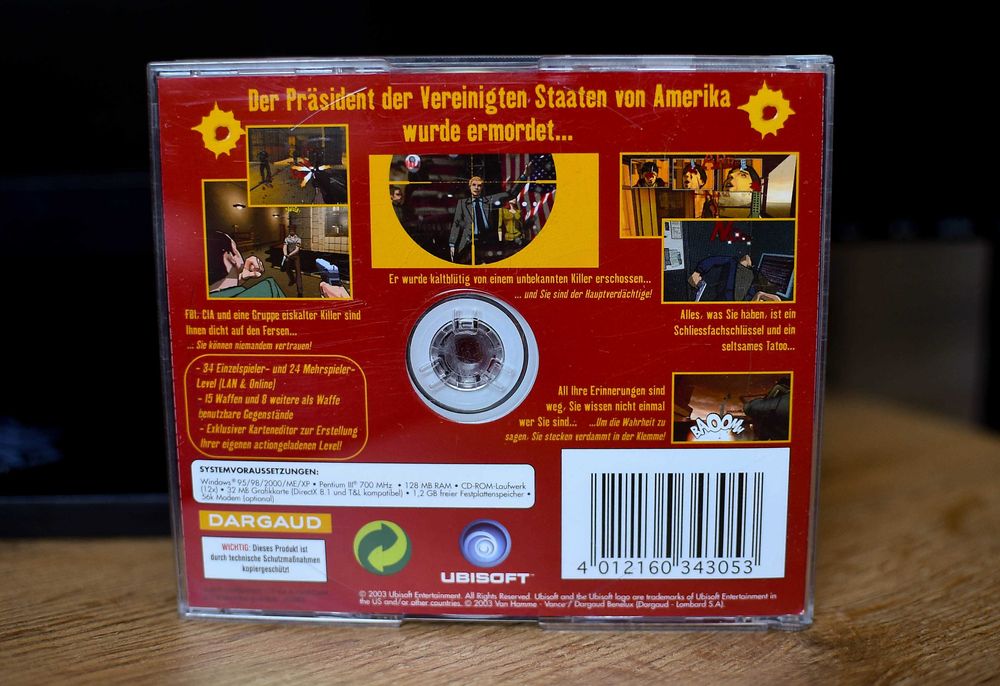 Der Präsident der Vereinigten Staaten von Amerika
wurde ermordet...
Er wurde kaltblütig von einem unbekannten Killer erschossen...
... und Sie sind der Hauptverdächtige!
FBI, CIA und eine Gruppe eiskalter Killer sind
Ihnen dicht auf den Fersen...
... Sie können niemandem vertrauen!
Alles, was Sie haben, ist ein
Schliessfachschlüssel und ein
seltsames Tatoo...
- 34 Einzelspieler- und 24 Mehrspieler-
Level (LAN & Online)
- 15 Waffen und 8 weitere als Waffe
benutzbare Gegenstände
- Exklusiver Karteneditor zur Erstellung
Ihrer eigenen actiongeladenen Level!
All Ihre Erinnerungen sind
weg, Sie wissen nicht einmal
wer Sie sind... ...Um die Wahrheit zu
sagen, Sie stecken verdammt in der Klemme!
BAOOMM
SYSTEMVORAUSSETZUNGEN:
Windows® 95/98/2000/ME/XP • Pentium III® 700 MHz • 128 MB RAM • CD-ROM-Laufwerk
(12x) • 32 MB Grafikkarte (DirectX 8.1 und T&L kompatibel) • 1,2 GB freier Festplattenspeicher •
56k Modem (optional)
DARGAUD
WICHTIG: Dieses Produkt ist
durch technische Schutzmaßnahmen
kopiergeschützt!
UBISOFT™
4 012160 343053
© 2003 Ubisoft Entertainment. All Rights Reserved. Ubisoft and the Ubisoft logo are trademarks of Ubisoft Entertainment in
the US and/or other countries. © 2003 Van Hamme - Vance / Dargaud Benelux (Dargaud - Lombard S.A).